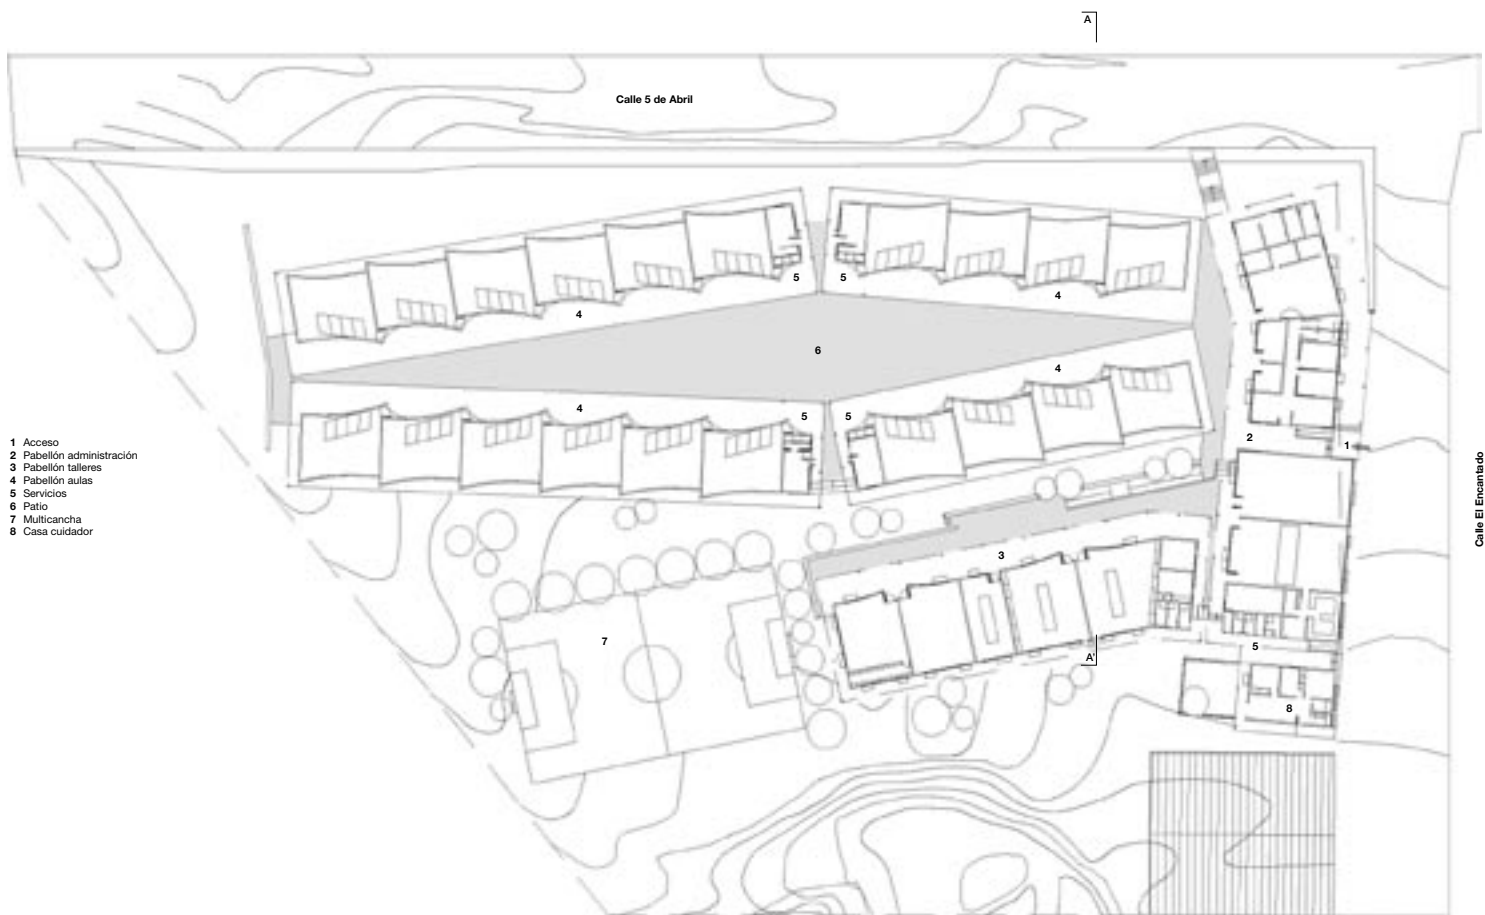 A
Calle 5 de Abril
5
5
4
4
6
4
4
5
5
2
1
1 Acceso
2 Pabellón administración
3 Pabellón talleres
4 Pabellón aulas
5 Servicios
6 Patio
7 Multicancha
8 Casa cuidador
Calle El Encantado
3
7
5
A'
8